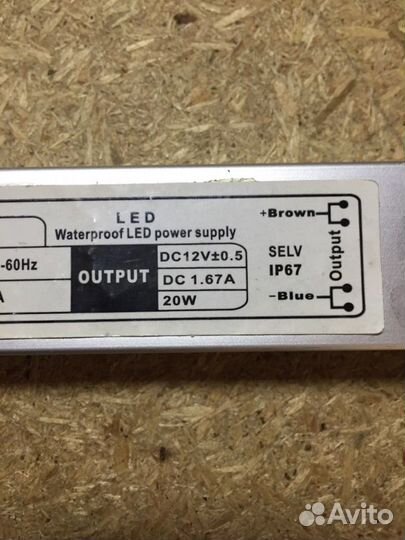 LED
Waterproof LED power supply
-60Hz
A
OUTPUT
DC12V±0.5
DC 1.67A
20W
SELV
IP67
+Brown
Output
-Blue
Avito